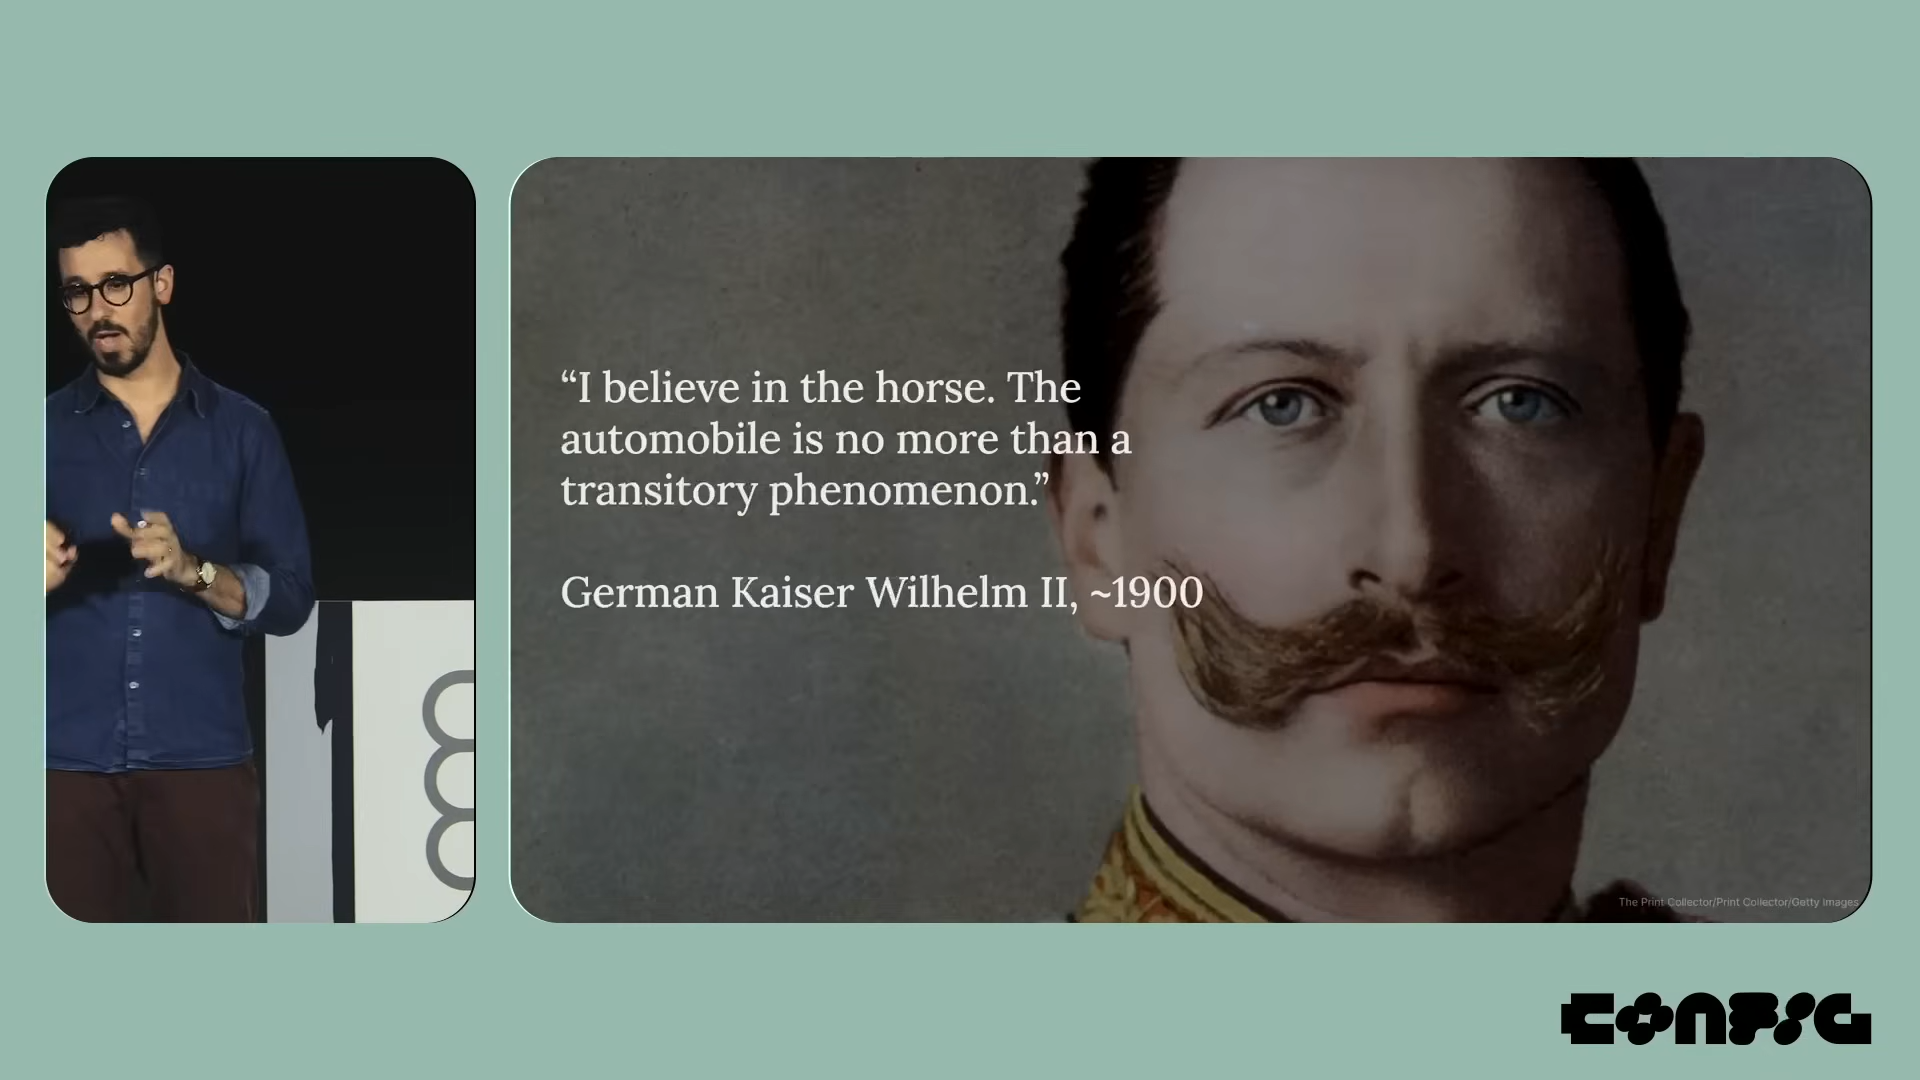 “I believe in the horse. The
automobile is no more than a
transitory phenomenon.”
German Kaiser Wilhelm II, ~1900
The Print Collector/Print Collector/Getty Images
CONFIG